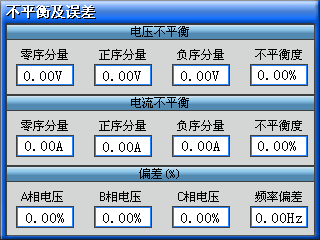 不平衡及误差
电压不平衡
零序分量 正序分量 负序分量 不平衡度
0.00V 0.00V 0.00V 0.00%
电流不平衡
零序分量 正序分量 负序分量 不平衡度
0.00A 0.00A 0.00A 0.00%
偏差(%)
A相电压 B相电压 C相电压 频率偏差
0.00% 0.00% 0.00% 0.00Hz